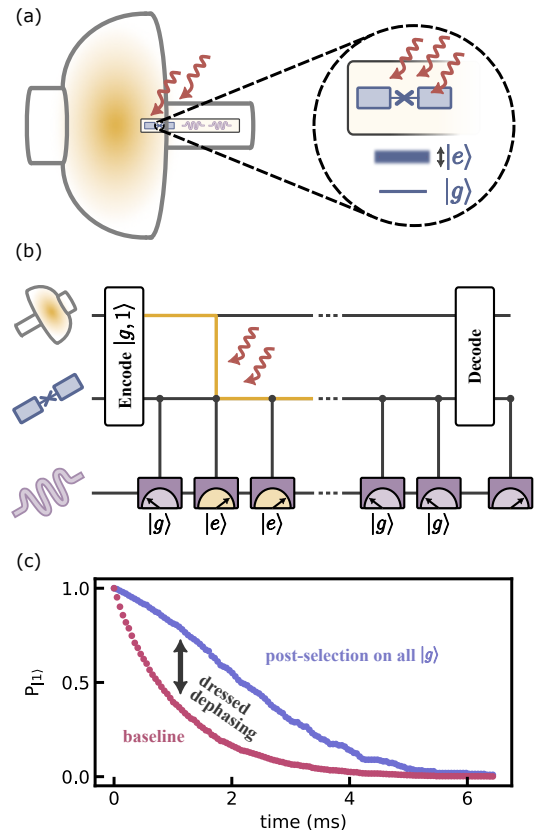 (a)
|e⟩
|g⟩
(b)
Encode |g, 1⟩
Decode
|g⟩ |e⟩ |e⟩ |g⟩ |g⟩
(c)
1.0
0.5
0.0
P|1⟩
post-selection on all |g⟩
dressed
dephasing
baseline
0 2 4 6
time (ms)